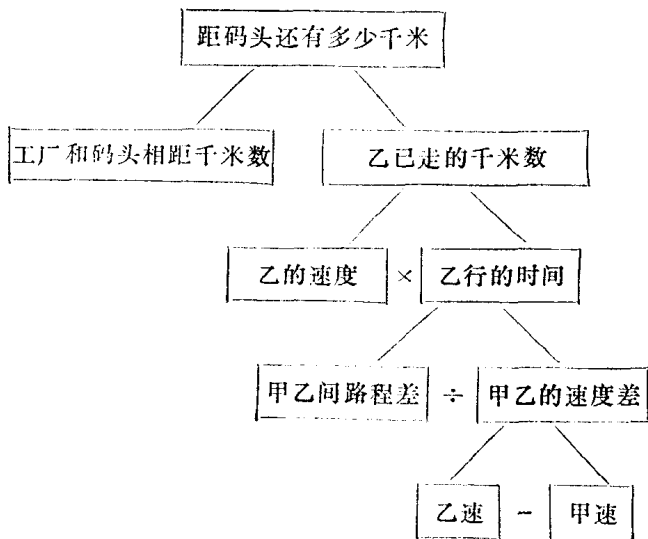 距码头还有多少千米
工厂和码头相距千米数 乙已走的千米数
乙的速度 × 乙行的时间
甲乙间路程差 ÷ 甲乙的速度差
乙速 - 甲速